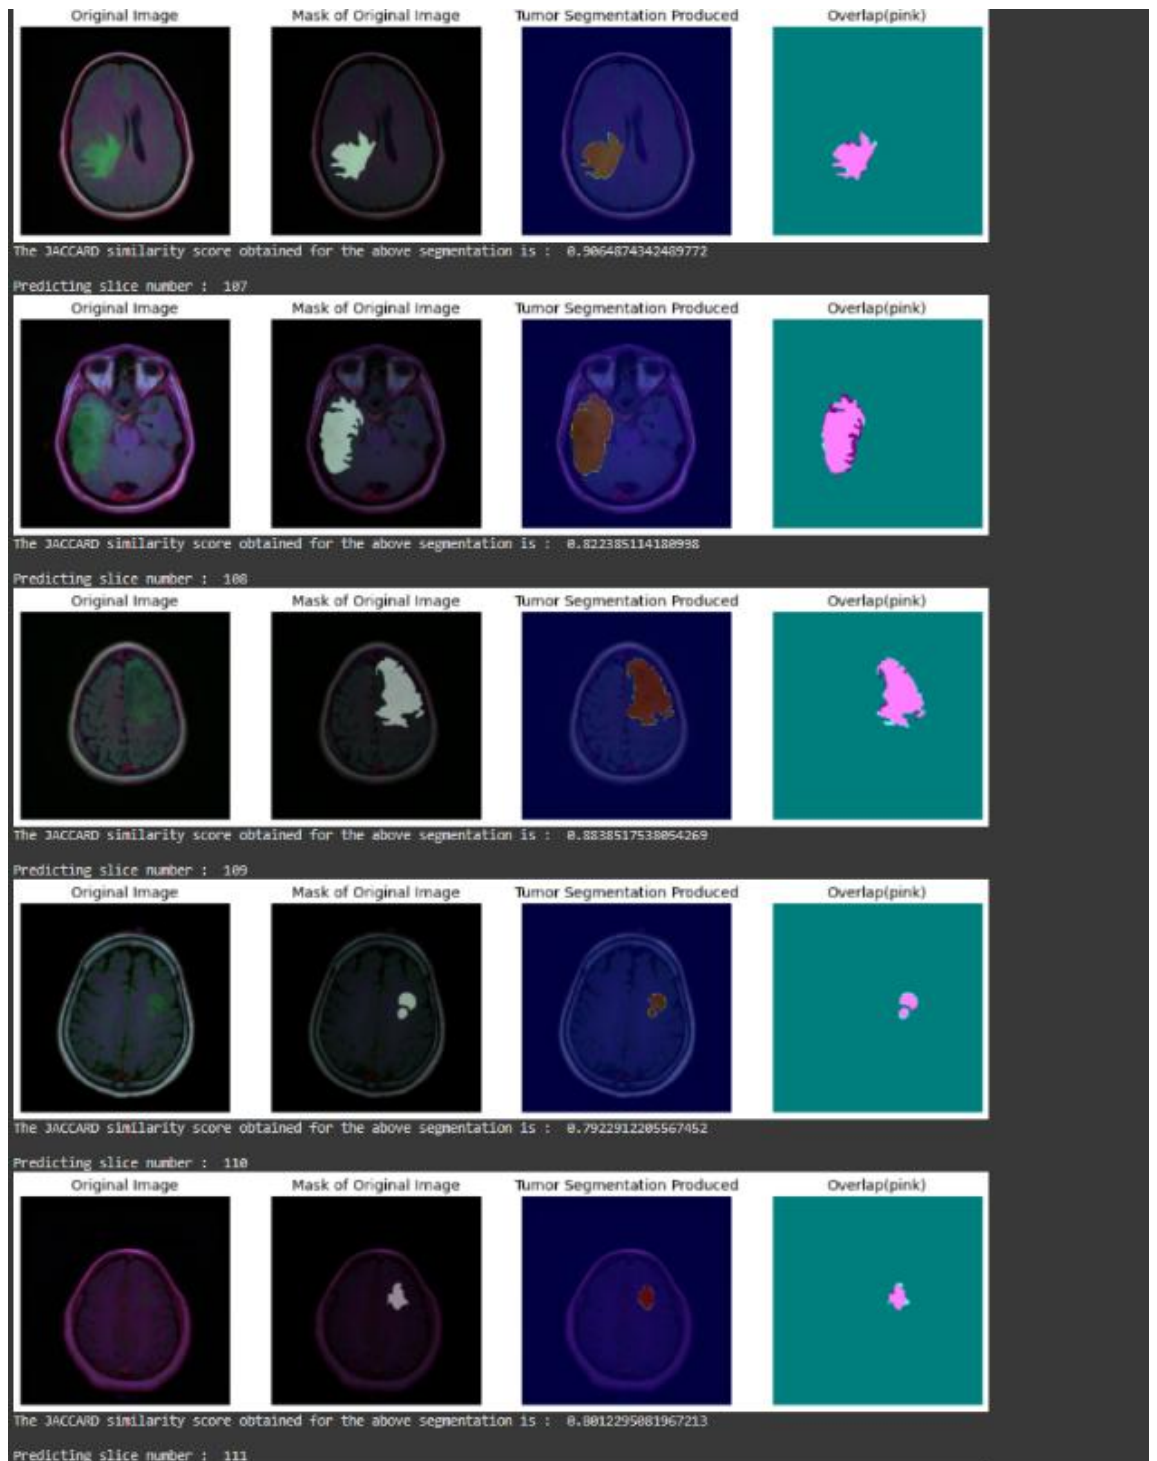 Original Image Mask of Original Image Tumor Segmentation Produced Overlap(pink)
The JACCARD similarity score obtained for the above segmentation is : 0.9064874342489772
Predicting slice number : 107
Original Image Mask of Original Image Tumor Segmentation Produced Overlap(pink)
The JACCARD similarity score obtained for the above segmentation is : 0.822385114180998
Predicting slice number : 108
Original Image Mask of Original Image Tumor Segmentation Produced Overlap(pink)
The JACCARD similarity score obtained for the above segmentation is : 0.8838517538054269
Predicting slice number : 109
Original Image Mask of Original Image Tumor Segmentation Produced Overlap(pink)
The JACCARD similarity score obtained for the above segmentation is : 0.7922912205567452
Predicting slice number : 110
Original Image Mask of Original Image Tumor Segmentation Produced Overlap(pink)
The JACCARD similarity score obtained for the above segmentation is : 0.8012295081967213
Predicting slice number : 111